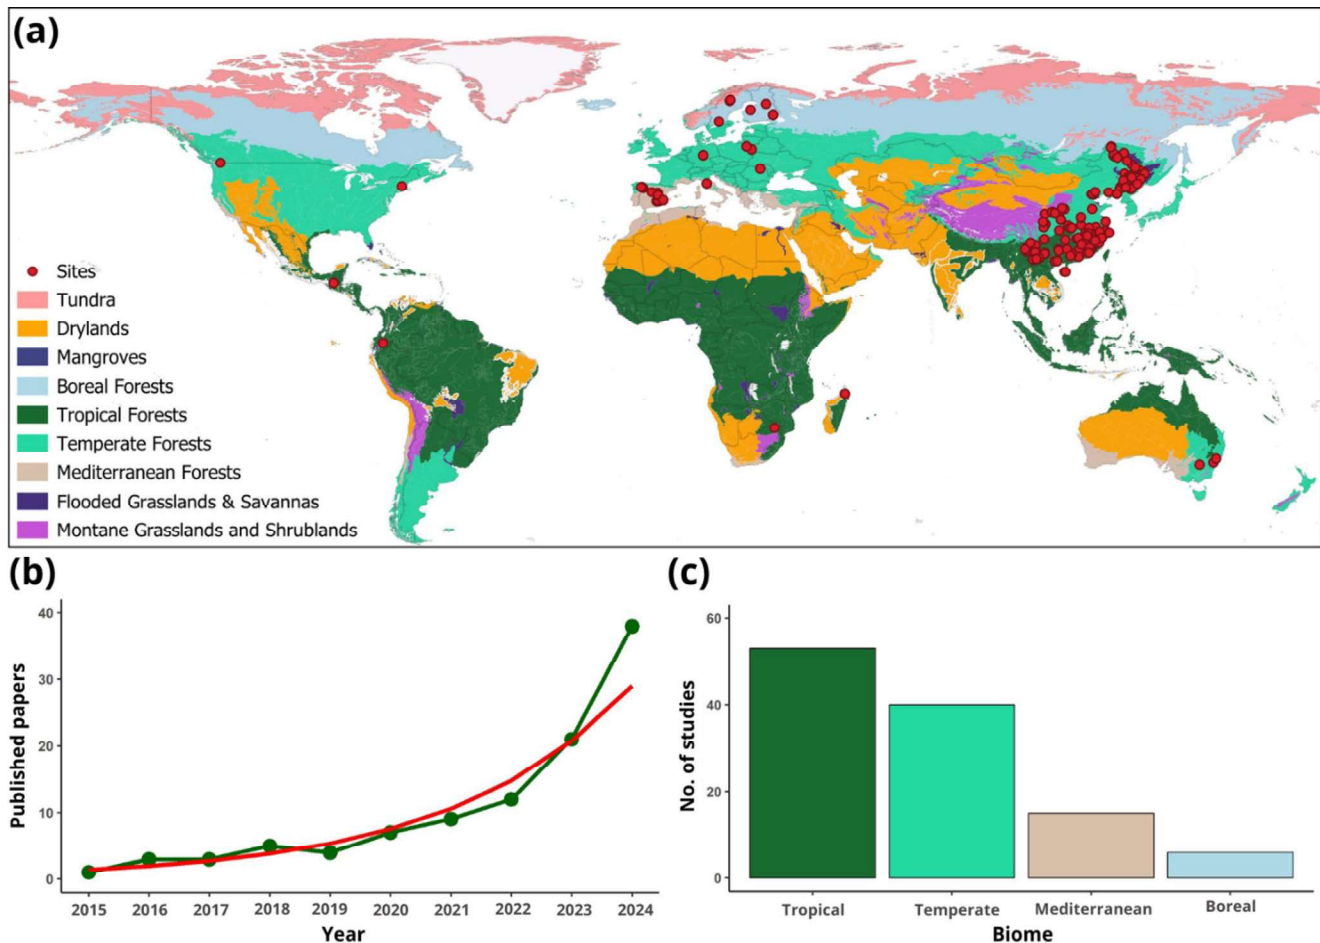 (a)
Sites
Tundra
Drylands
Mangroves
Boreal Forests
Tropical Forests
Temperate Forests
Mediterranean Forests
Flooded Grasslands & Savannas
Montane Grasslands and Shrublands
(b)
Published papers
40
30
20
10
0
2015 2016 2017 2018 2019 2020 2021 2022 2023 2024
Year
(c)
No. of studies
60
40
20
0
Tropical Temperate Mediterranean Boreal
Biome